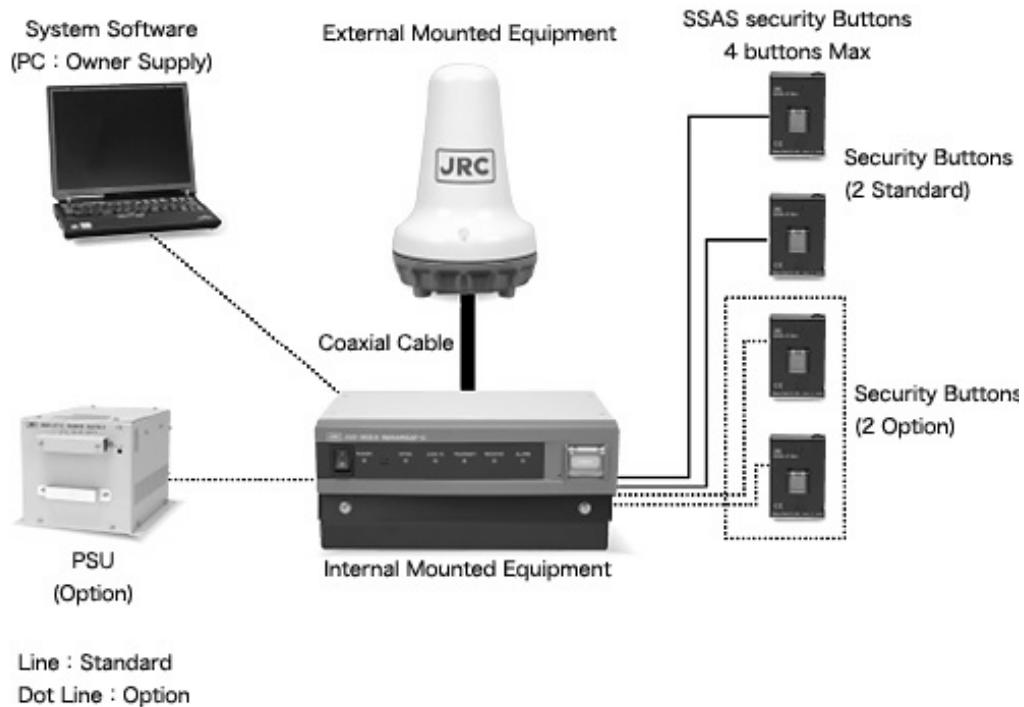 System Software
(PC : Owner Supply)
External Mounted Equipment
SSAS security Buttons
4 buttons Max
JRC
Security Buttons
(2 Standard)
Coaxial Cable
Security Buttons
(2 Option)
JRC
PSU
(Option)
Internal Mounted Equipment
Line : Standard
Dot Line : Option